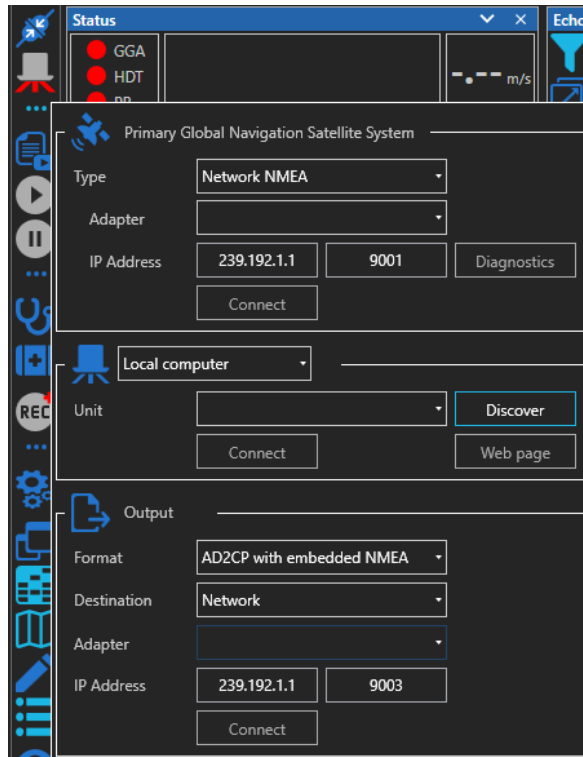 Status
Echo
GGA
HDT
-.-- m/s
Primary Global Navigation Satellite System
Type Network NMEA
Adapter
IP Address 239.192.1.1 9001 Diagnostics
Connect
Local computer
Unit Discover
REC
Connect Web page
Output
Format AD2CP with embedded NMEA
Destination Network
Adapter
IP Address 239.192.1.1 9003
Connect